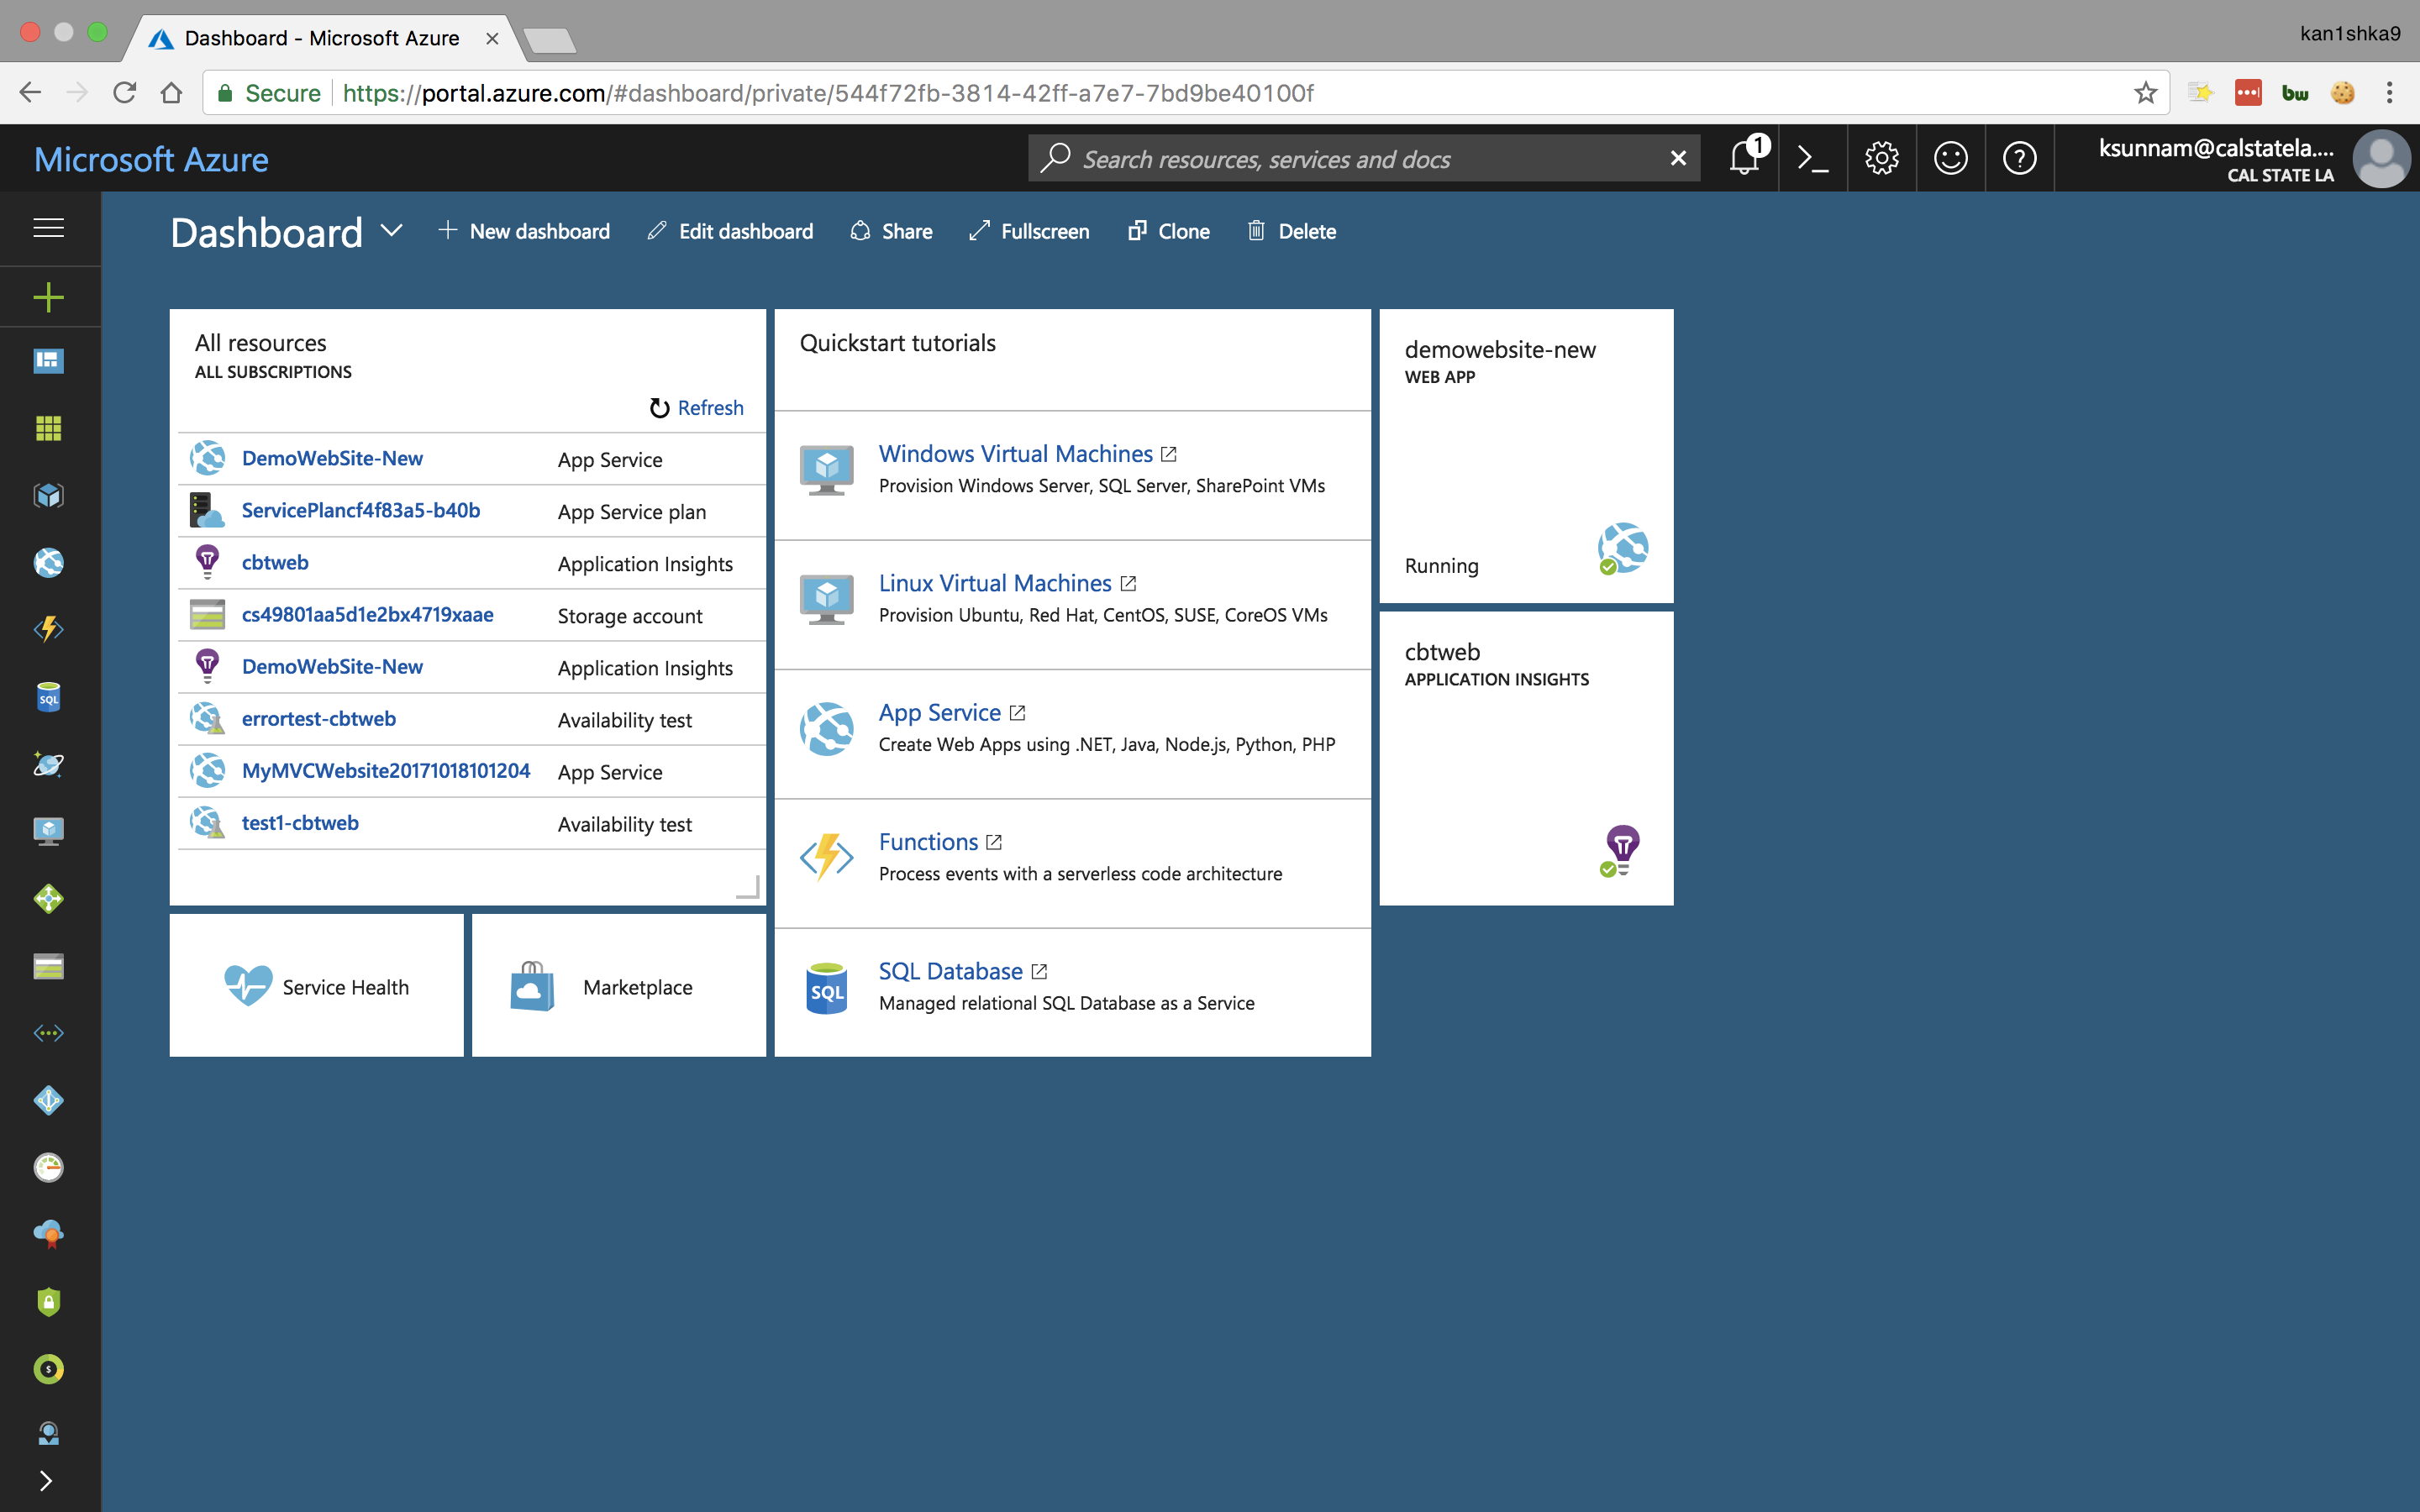 Dashboard - Microsoft Azure
kan1shka9
Secure https://portal.azure.com/#dashboard/private/544f72fb-3814-42ff-a7e7-7bd9be40100f
bw
Microsoft Azure
Search resources, services and docs
1
ksunnam@calstatela....
CAL STATE LA
Dashboard
New dashboard
Edit dashboard
Share
Fullscreen
Clone
Delete
All resources
ALL SUBSCRIPTIONS
Refresh
DemoWebSite-New App Service
ServicePlancf4f83a5-b40b App Service plan
cbtweb Application Insights
cs49801aa5d1e2bx4719xaae Storage account
DemoWebSite-New Application Insights
errortest-cbtweb Availability test
MyMVCWebsite20171018101204 App Service
test1-cbtweb Availability test
Service Health
Marketplace
Quickstart tutorials
Windows Virtual Machines
Provision Windows Server, SQL Server, SharePoint VMs
Linux Virtual Machines
Provision Ubuntu, Red Hat, CentOS, SUSE, CoreOS VMs
App Service
Create Web Apps using .NET, Java, Node.js, Python, PHP
Functions
Process events with a serverless code architecture
SQL
SQL Database
Managed relational SQL Database as a Service
demowebsite-new
WEB APP
Running
cbtweb
APPLICATION INSIGHTS
SQL